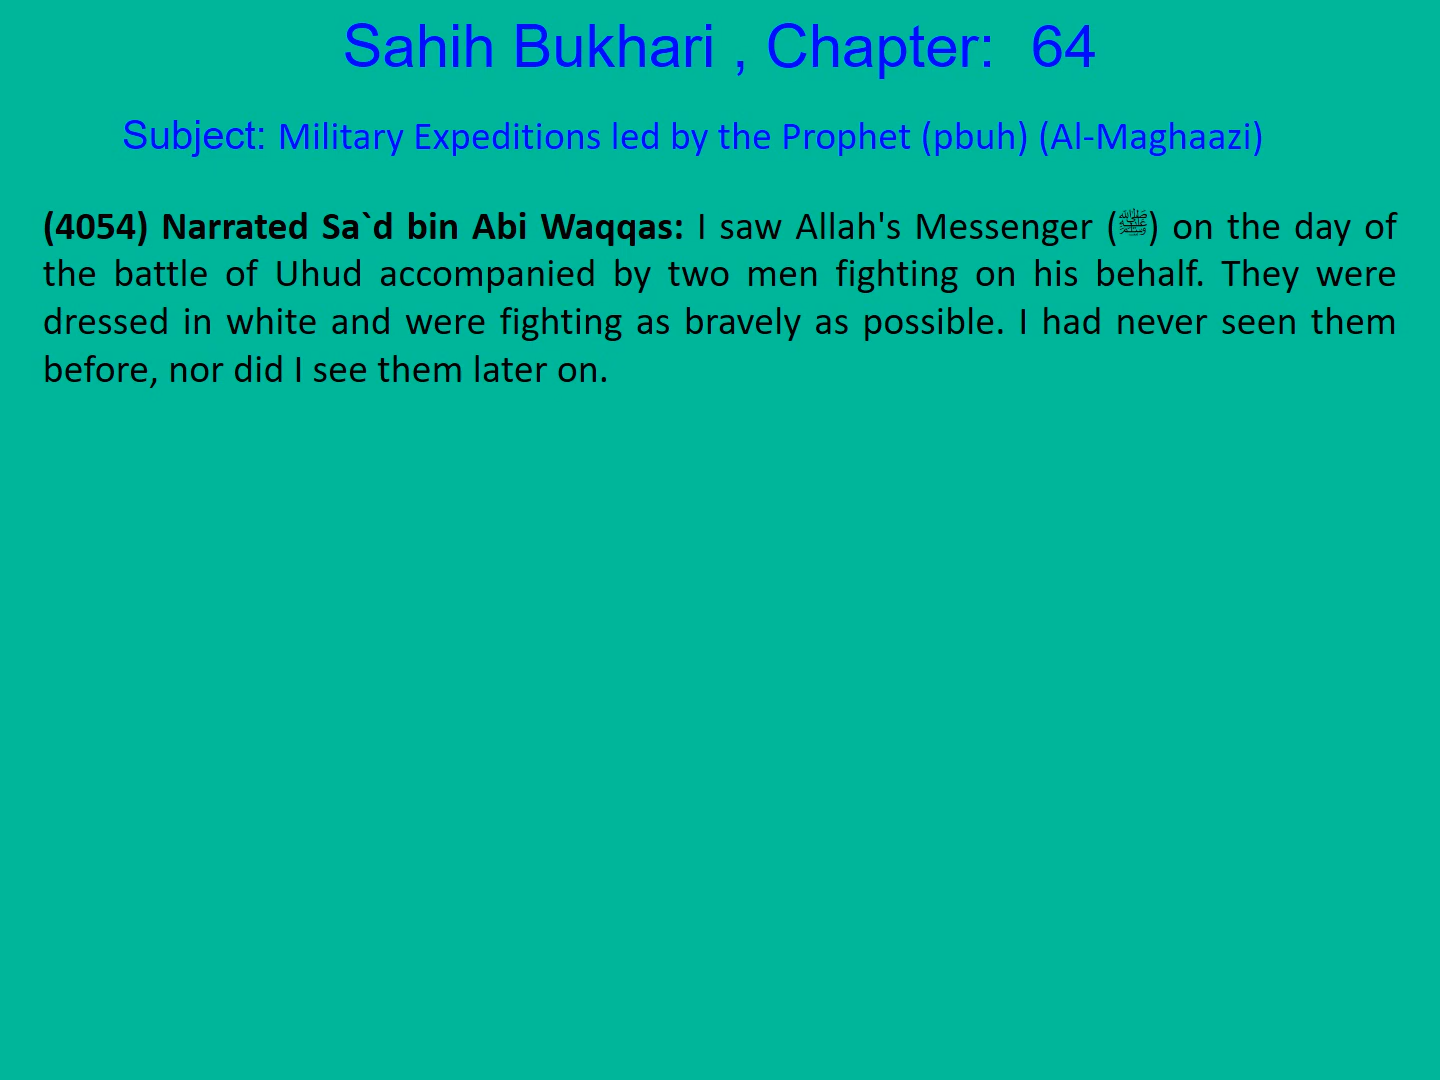 Sahih Bukhari , Chapter:  64
Subject: Military Expeditions led by the Prophet (pbuh) (Al-Maghaazi)
(4054) Narrated Sa`d bin Abi Waqqas: I saw Allah's Messenger (ﷺ) on the day of
the battle of Uhud accompanied by two men fighting on his behalf. They were
dressed in white and were fighting as bravely as possible. I had never seen them
before, nor did I see them later on.